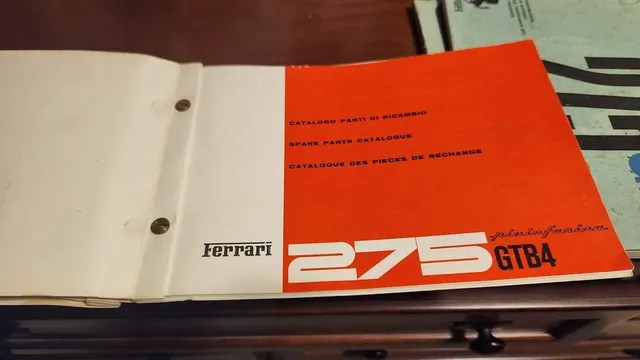 CATALOGO PARTI DI RICAMBIO
SPARE PARTS CATALOGUE
CATALOGUE DES PIECES DE RECHANGE
Ferrari
275
pininfarina
GTB4